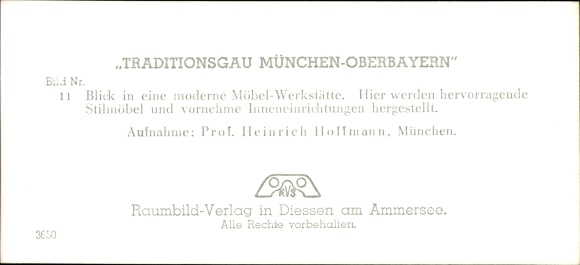 „TRADITIONSGAU MÜNCHEN-OBERBAYERN"
Bild Nr.
11 Blick in eine moderne Möbel-Werkstätte. Hier werden hervorragende
Stilmöbel und vornehme Inneneinrichtungen hergestellt.
Aufnahme: Prof. Heinrich Hoffmann, München.
RVS
Raumbild-Verlag in Diessen am Ammersee.
Alle Rechte vorbehalten.
3650